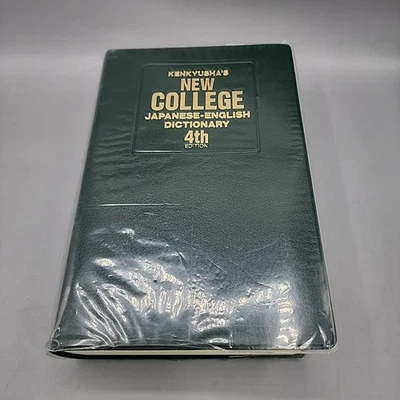 KENKYUSHA'S
NEW
COLLEGE
JAPANESE-ENGLISH
DICTIONARY
4th
EDITION